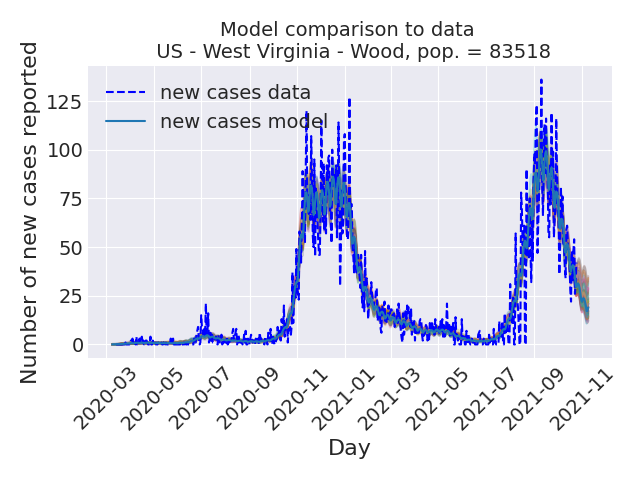 Model comparison to data
US - West Virginia - Wood, pop. = 83518
Number of new cases reported
125
100
75
50
25
0
new cases data
new cases model
2020-03
2020-05
2020-07
2020-09
2020-11
2021-01
2021-03
2021-05
2021-07
2021-09
2021-11
Day